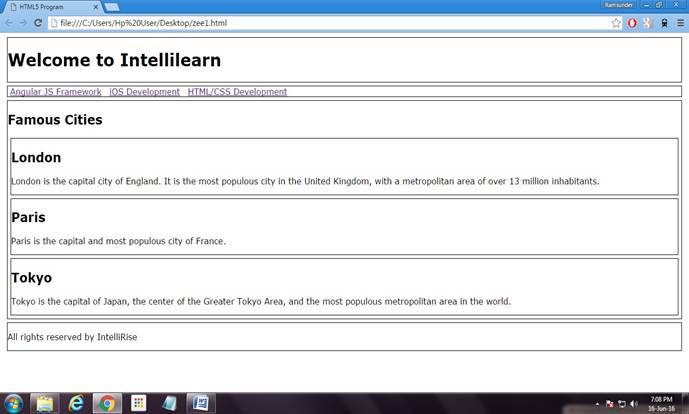 HTML5 Program
Ramsunder
file:///C:/Users/Hp%20User/Desktop/zee1.html
Welcome to Intellilearn
Angular JS Framework iOS Development HTML/CSS Development
Famous Cities
London
London is the capital city of England. It is the most populous city in the United Kingdom, with a metropolitan area of over 13 million inhabitants.
Paris
Paris is the capital and most populous city of France.
Tokyo
Tokyo is the capital of Japan, the center of the Greater Tokyo Area, and the most populous metropolitan area in the world.
All rights reserved by IntelliRise
7:08 PM
16-Jun-16